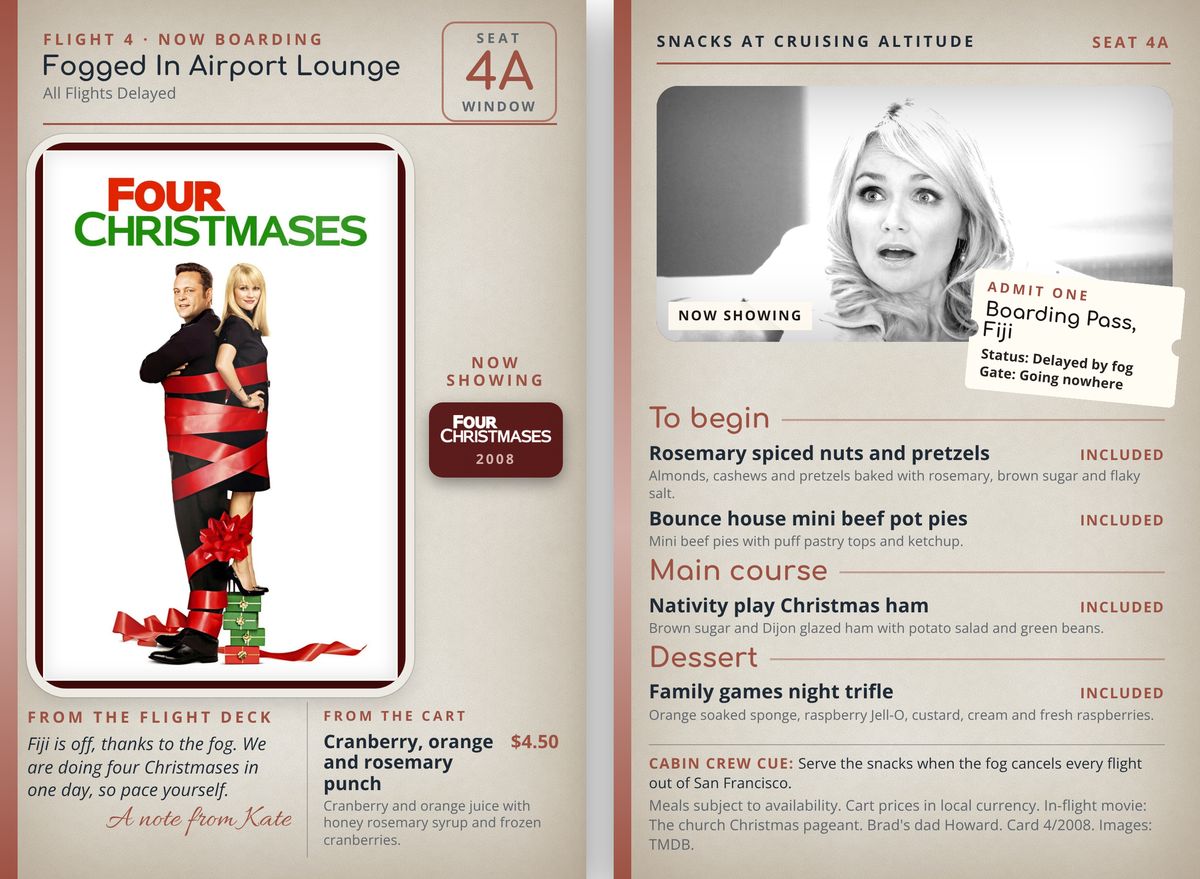 FLIGHT 4 · NOW BOARDING
Fogged In Airport Lounge
All Flights Delayed
SEAT
4A
WINDOW
FOUR
CHRISTMASES
NOW
SHOWING
FOUR
CHRISTMASES
2008
FROM THE FLIGHT DECK
Fiji is off, thanks to the fog. We
are doing four Christmases in
one day, so pace yourself.
A note from Kate
FROM THE CART
Cranberry, orange $4.50
and rosemary
punch
Cranberry and orange juice with
honey rosemary syrup and frozen
cranberries.
SNACKS AT CRUISING ALTITUDE SEAT 4A
NOW SHOWING
ADMIT ONE
Boarding Pass,
Fiji
Status: Delayed by fog
Gate: Going nowhere
To begin
Rosemary spiced nuts and pretzels INCLUDED
Almonds, cashews and pretzels baked with rosemary, brown sugar and flaky
salt.
Bounce house mini beef pot pies INCLUDED
Mini beef pies with puff pastry tops and ketchup.
Main course
Nativity play Christmas ham INCLUDED
Brown sugar and Dijon glazed ham with potato salad and green beans.
Dessert
Family games night trifle INCLUDED
Orange soaked sponge, raspberry Jell-O, custard, cream and fresh raspberries.
CABIN CREW CUE: Serve the snacks when the fog cancels every flight
out of San Francisco.
Meals subject to availability. Cart prices in local currency. In-flight movie:
The church Christmas pageant. Brad's dad Howard. Card 4/2008. Images:
TMDB.